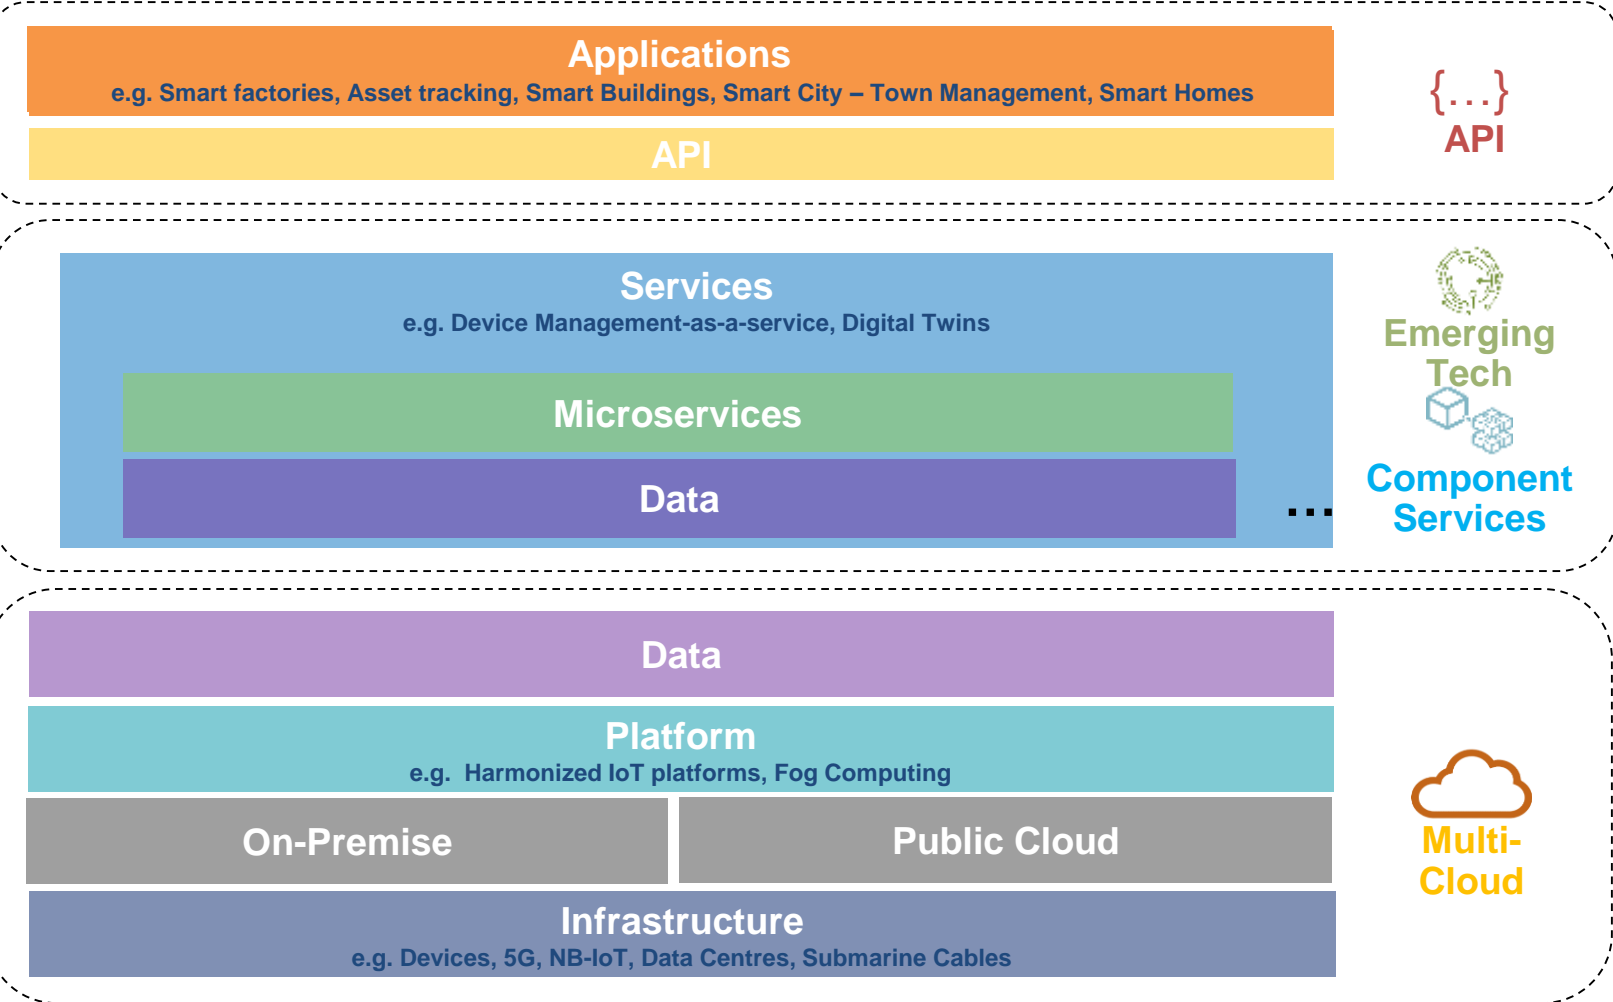 Applications
e.g. Smart factories, Asset tracking, Smart Buildings, Smart City – Town Management, Smart Homes
API
{...}
API
Services
e.g. Device Management-as-a-service, Digital Twins
Microservices
Data
...
Emerging
Tech
Component
Services
Data
Platform
e.g.  Harmonized IoT platforms, Fog Computing
On-Premise
Public Cloud
Infrastructure
e.g. Devices, 5G, NB-IoT, Data Centres, Submarine Cables
Multi-
Cloud